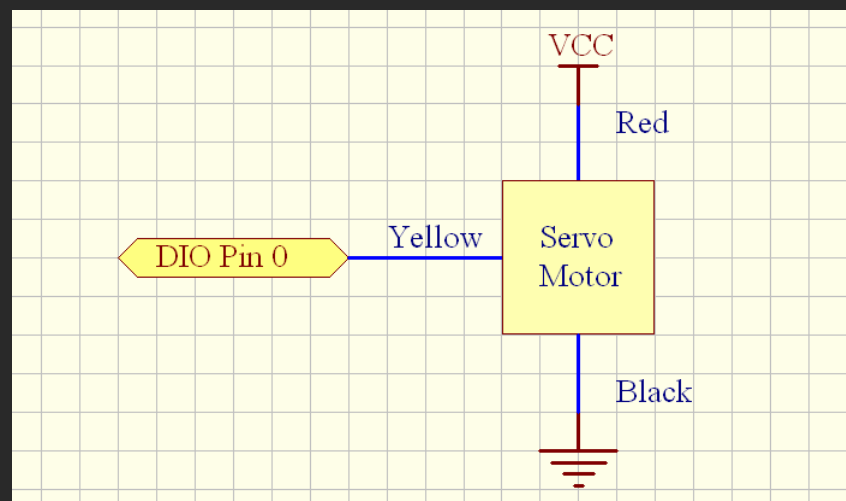 VCC
Red
DIO Pin 0
Yellow
Servo
Motor
Black